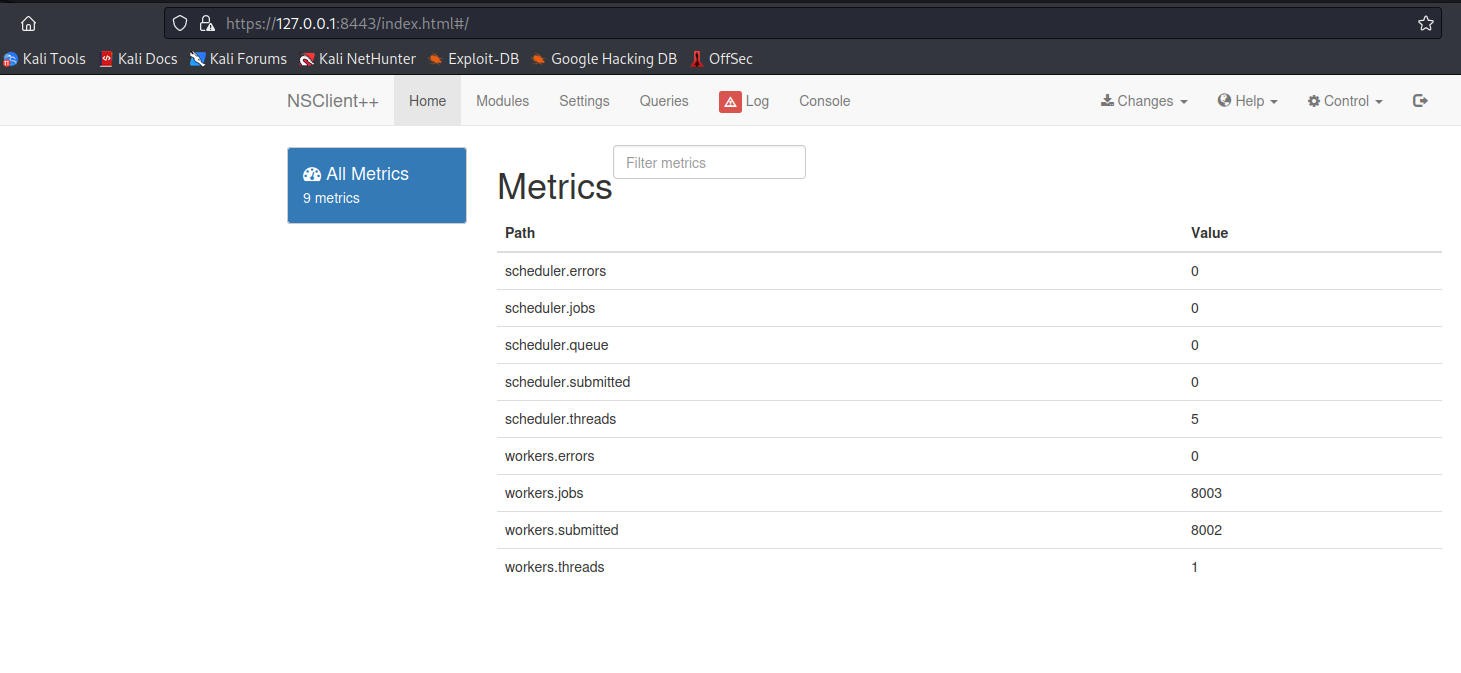 https://127.0.0.1:8443/index.html#/
Kali Tools Kali Docs Kali Forums Kali NetHunter Exploit-DB Google Hacking DB OffSec
NSClient++ Home Modules Settings Queries Log Console Changes Help Control
All Metrics
9 metrics
Filter metrics
Metrics
Path Value
scheduler.errors 0
scheduler.jobs 0
scheduler.queue 0
scheduler.submitted 0
scheduler.threads 5
workers.errors 0
workers.jobs 8003
workers.submitted 8002
workers.threads 1